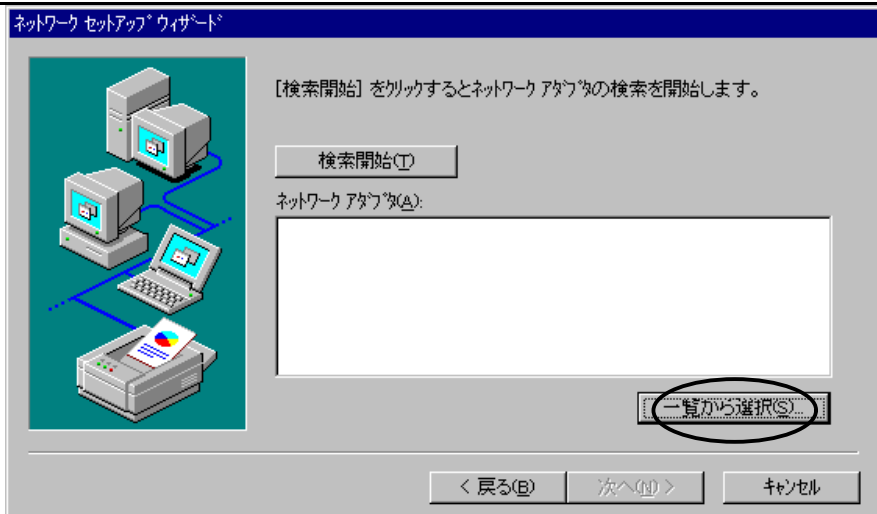 ネットワーク セットアップ ウィザード
[検索開始] をクリックするとネットワーク アダプタの検索を開始します。
検索開始(T)
ネットワーク アダプタ(A):
一覧から選択(S)...
< 戻る(B)
次へ(N) >
キャンセル